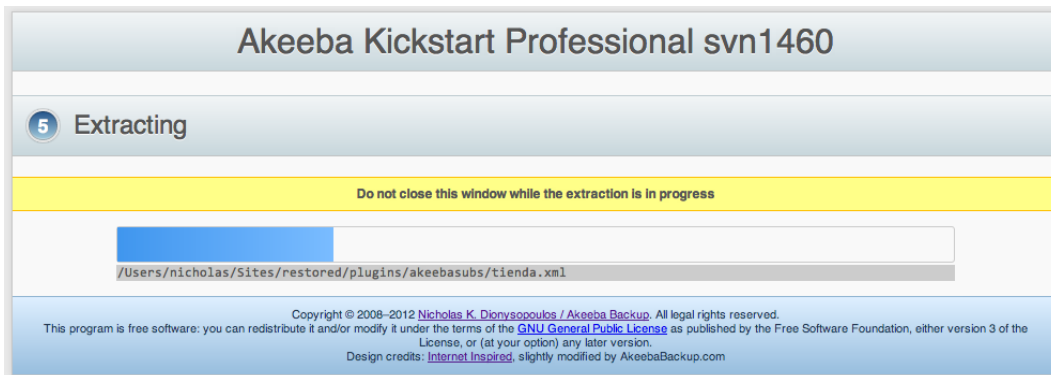 Akeeba Kickstart Professional svn1460
5 Extracting
Do not close this window while the extraction is in progress
/Users/nicholas/Sites/restored/plugins/akeebasubs/tienda.xml
Copyright © 2008–2012 Nicholas K. Dionysopoulos / Akeeba Backup. All legal rights reserved.
This program is free software: you can redistribute it and/or modify it under the terms of the GNU General Public License as published by the Free Software Foundation, either version 3 of the
License, or (at your option) any later version.
Design credits: Internet Inspired, slightly modified by AkeebaBackup.com